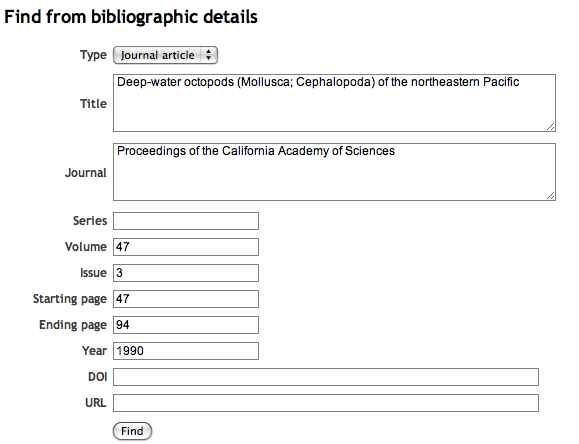 Find from bibliographic details
Type Journal article
Title Deep-water octopods (Mollusca; Cephalopoda) of the northeastern Pacific
Journal Proceedings of the California Academy of Sciences
Series
Volume 47
Issue 3
Starting page 47
Ending page 94
Year 1990
DOI
URL
Find